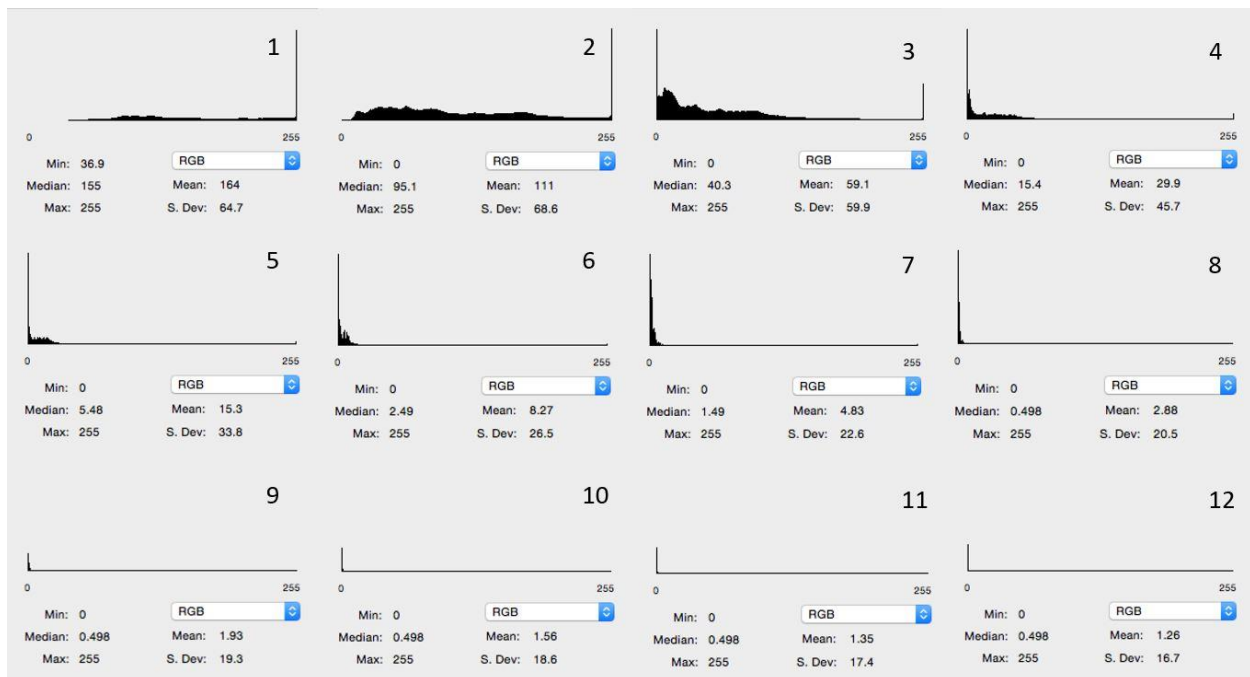 1
0 255
Min: 36.9 RGB
Median: 155 Mean: 164
Max: 255 S. Dev: 64.7
2
0 255
Min: 0 RGB
Median: 95.1 Mean: 111
Max: 255 S. Dev: 68.6
3
0 255
Min: 0 RGB
Median: 40.3 Mean: 59.1
Max: 255 S. Dev: 59.9
4
0 255
Min: 0 RGB
Median: 15.4 Mean: 29.9
Max: 255 S. Dev: 45.7
5
0 255
Min: 0 RGB
Median: 5.48 Mean: 15.3
Max: 255 S. Dev: 33.8
6
0 255
Min: 0 RGB
Median: 2.49 Mean: 8.27
Max: 255 S. Dev: 26.5
7
0 255
Min: 0 RGB
Median: 1.49 Mean: 4.83
Max: 255 S. Dev: 22.6
8
0 255
Min: 0 RGB
Median: 0.498 Mean: 2.88
Max: 255 S. Dev: 20.5
9
0 255
Min: 0 RGB
Median: 0.498 Mean: 1.93
Max: 255 S. Dev: 19.3
10
0 255
Min: 0 RGB
Median: 0.498 Mean: 1.56
Max: 255 S. Dev: 18.6
11
0 255
Min: 0 RGB
Median: 0.498 Mean: 1.35
Max: 255 S. Dev: 17.4
12
0 255
Min: 0 RGB
Median: 0.498 Mean: 1.26
Max: 255 S. Dev: 16.7